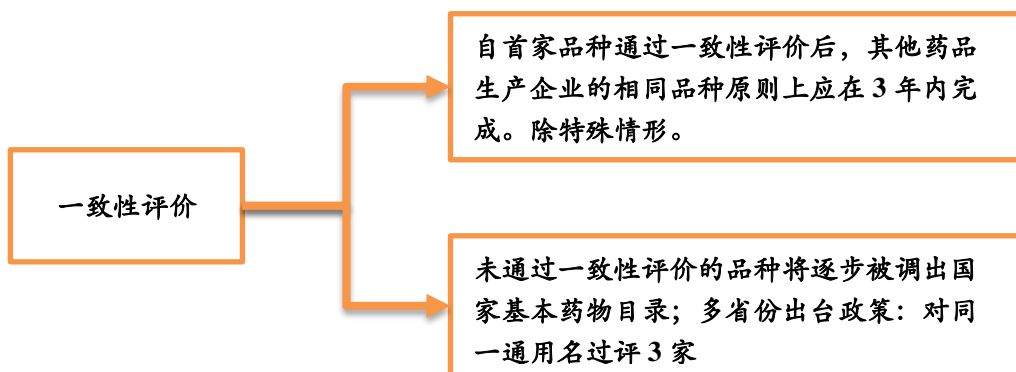 自首家品种通过一致性评价后，其他药品
生产企业的相同品种原则上应在 3 年内完
成。除特殊情形。
一致性评价
未通过一致性评价的品种将逐步被调出国
家基本药物目录；多省份出台政策：对同
一通用名过评 3 家